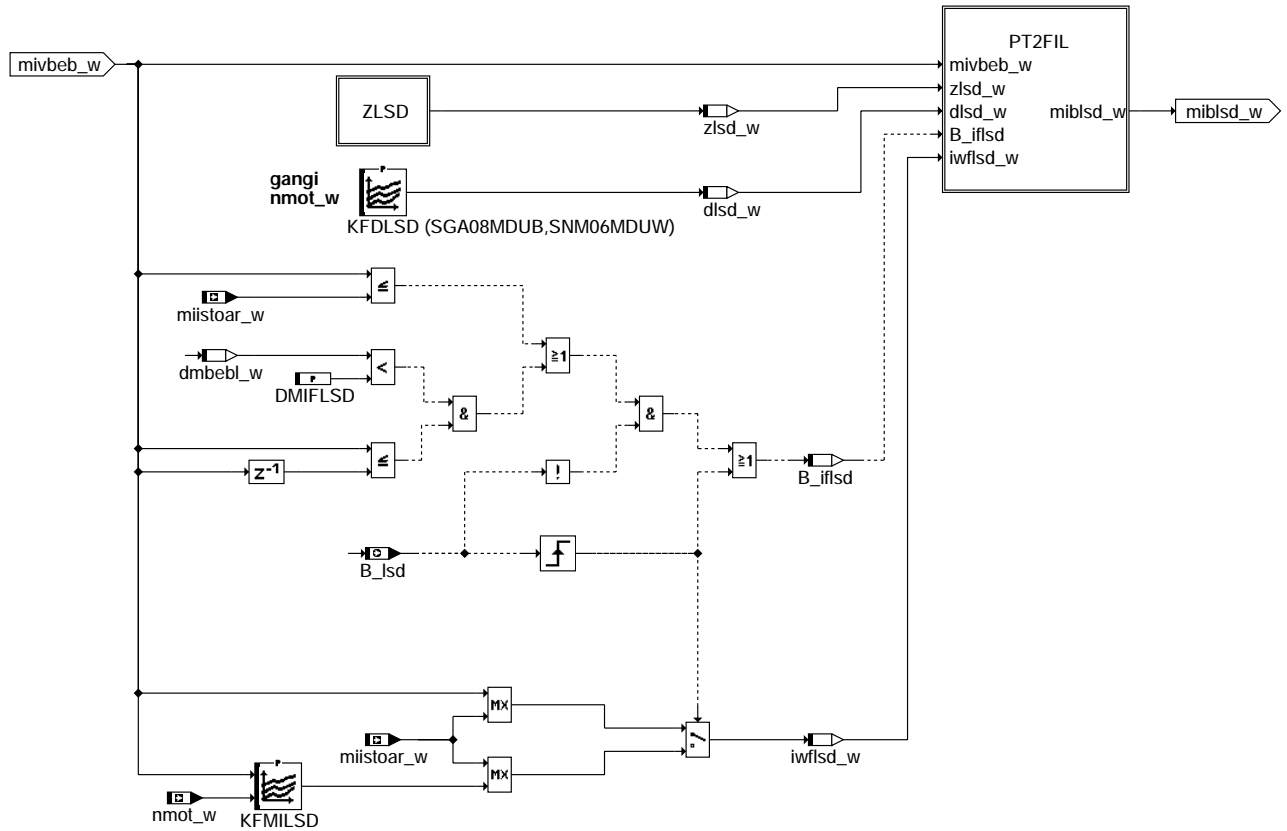 PT2FIL
mivbeb_w
mivbeb_w
ZLSD
zlsd_w
zlsd_w
dlsd_w
miblsd_w
miblsd_w
B_iflsd
iwflsd_w
P
gangi
nmot_w
dlsd_w
KFDLSD (SGA08MDUB,SNM06MDUW)
≤
miistoar_w
≥1
dmbebl_w
<
P
DMIFLSD
&
&
≤
Z-1
≥1
!
B_iflsd
B_lsd
MX
miistoar_w
iwflsd_w
P
MX
nmot_w
KFMILSD